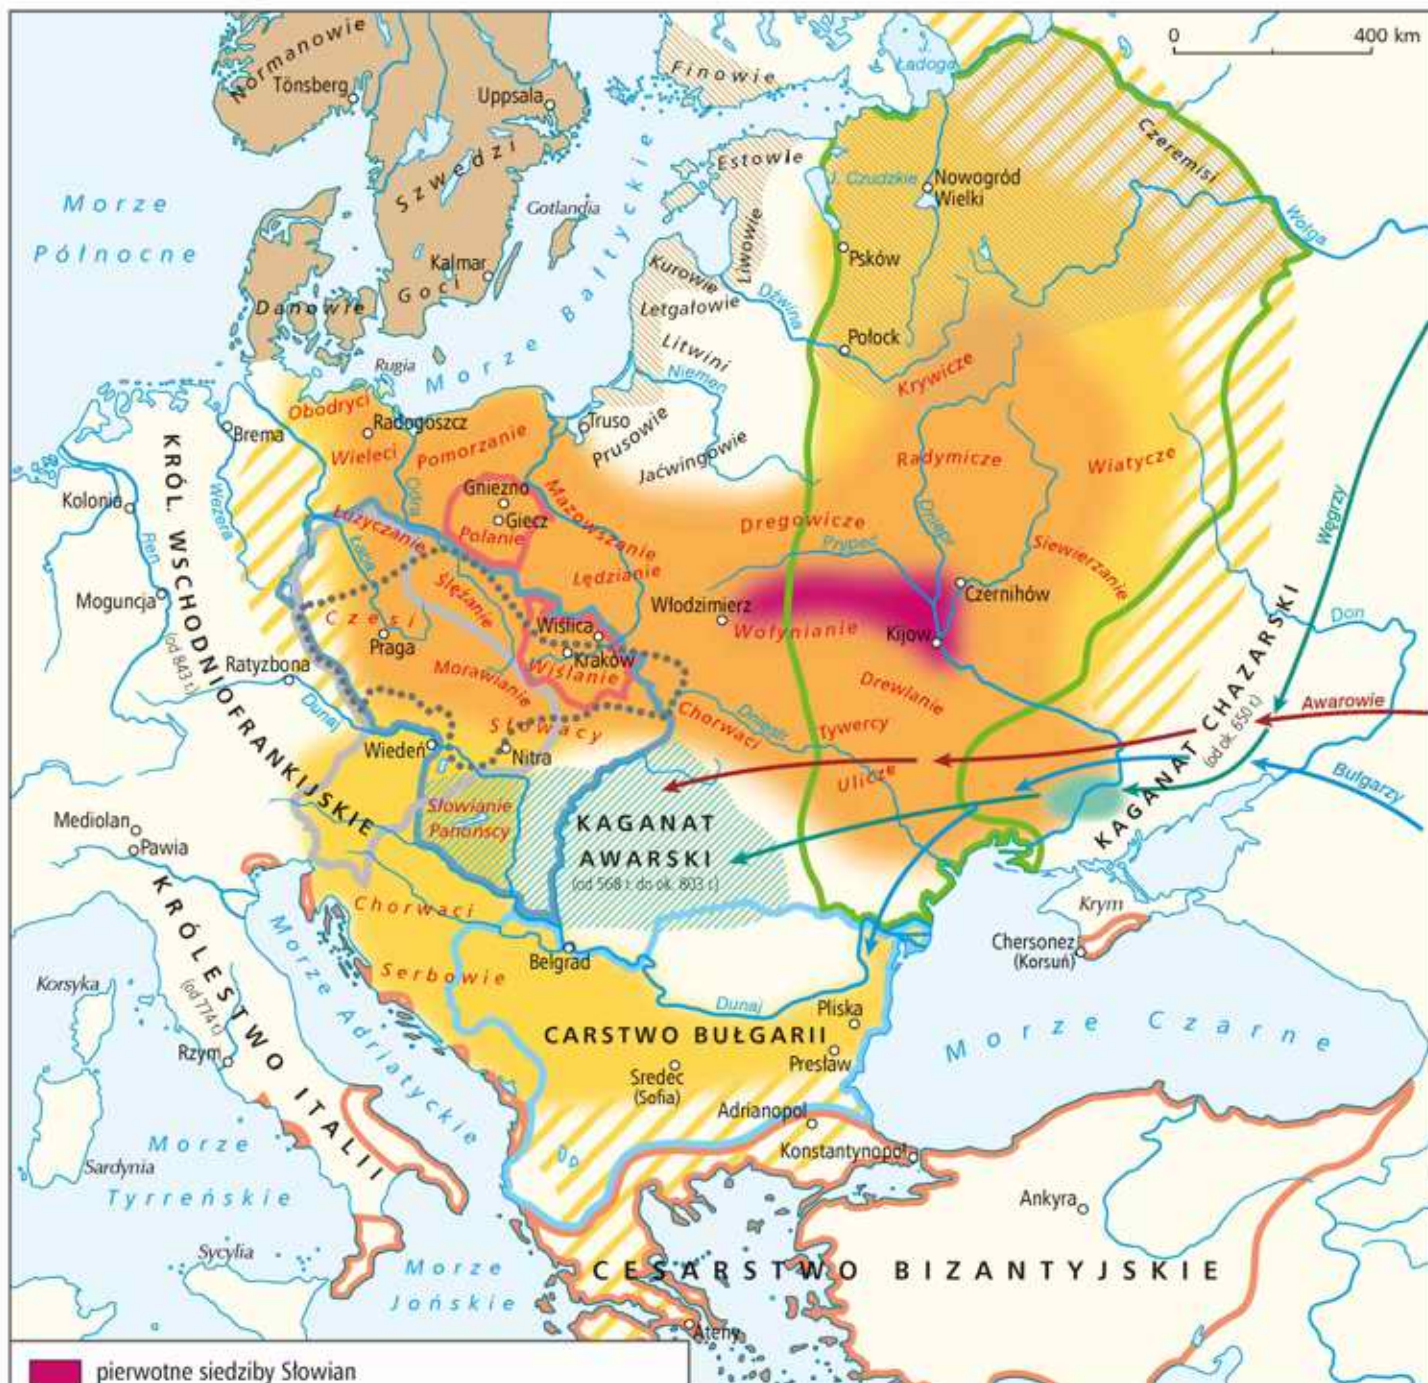 0 400 km
Normanowie
Tönsberg
Uppsala
Szwedzi
Finowie
J. Ładoga
Czeremisi
Wołga
Estowie
J. Czudzkie
Nowogród
Wielki
Morze
Północne
Gotlandia
Morze Bałtyckie
Liwowie
Psków
Kalmar
Goci
Danowie
Kurowie
Łetgałowie
Dźwina
Połock
Litwini
Niemen
Rugia
Krywicze
Obodryci
Radogoszcz
Truso
Prusowie
Jaćwingowie
Brema
Wieleci
Pomorzanie
Radymicze
Wiatycze
Węgrzy
KRÓL. WSCHODNIOFRANKIJSKIE
(od 843 r.)
Kolonia
Wezera
Odra
Gniezno
Giecz
Polanie
Mazowszanie
Dregowicze
Dniepr
Ren
Łużyczanie
Łaba
Prypeć
Siewierzanie
Moguncja
Ślężanie
Lędzianie
Włodzimierz
Czernihów
Czesi
Praga
Wiślica
Wołynianie
Kijow
Don
Ratyzbona
Kraków
Wiślanie
Dunaj
Morawianie
Drewlanie
KAGANAT CHAZARSKI
(od ok. 650 r.)
Awarowie
Słowacy
Chorwaci
Dniestr
Tywercy
Wiedeń
Nitra
Ulicze
Bułgarzy
Słowianie
Panońscy
KAGANAT
AWARSKI
(od 568 r. do ok. 803 r.)
Mediolan
Pawia
Chorwaci
Krym
KRÓLESTWO ITALII
(od 774 r.)
Morze Adriatyckie
Serbowie
Belgrad
Chersonez
(Korsuń)
Korsyka
Dunaj
Pliska
CARSTWO BUŁGARII
Morze Czarne
Rzym
Presław
Sredec
(Sofia)
Adrianopol
Konstantynopol
Morze
Tyrreńskie
Sardynia
Ankyra
Sycylia
Morze
Jońskie
CESARSTWO BIZANTYJSKIE
Ateny
pierwotne siedziby Słowian